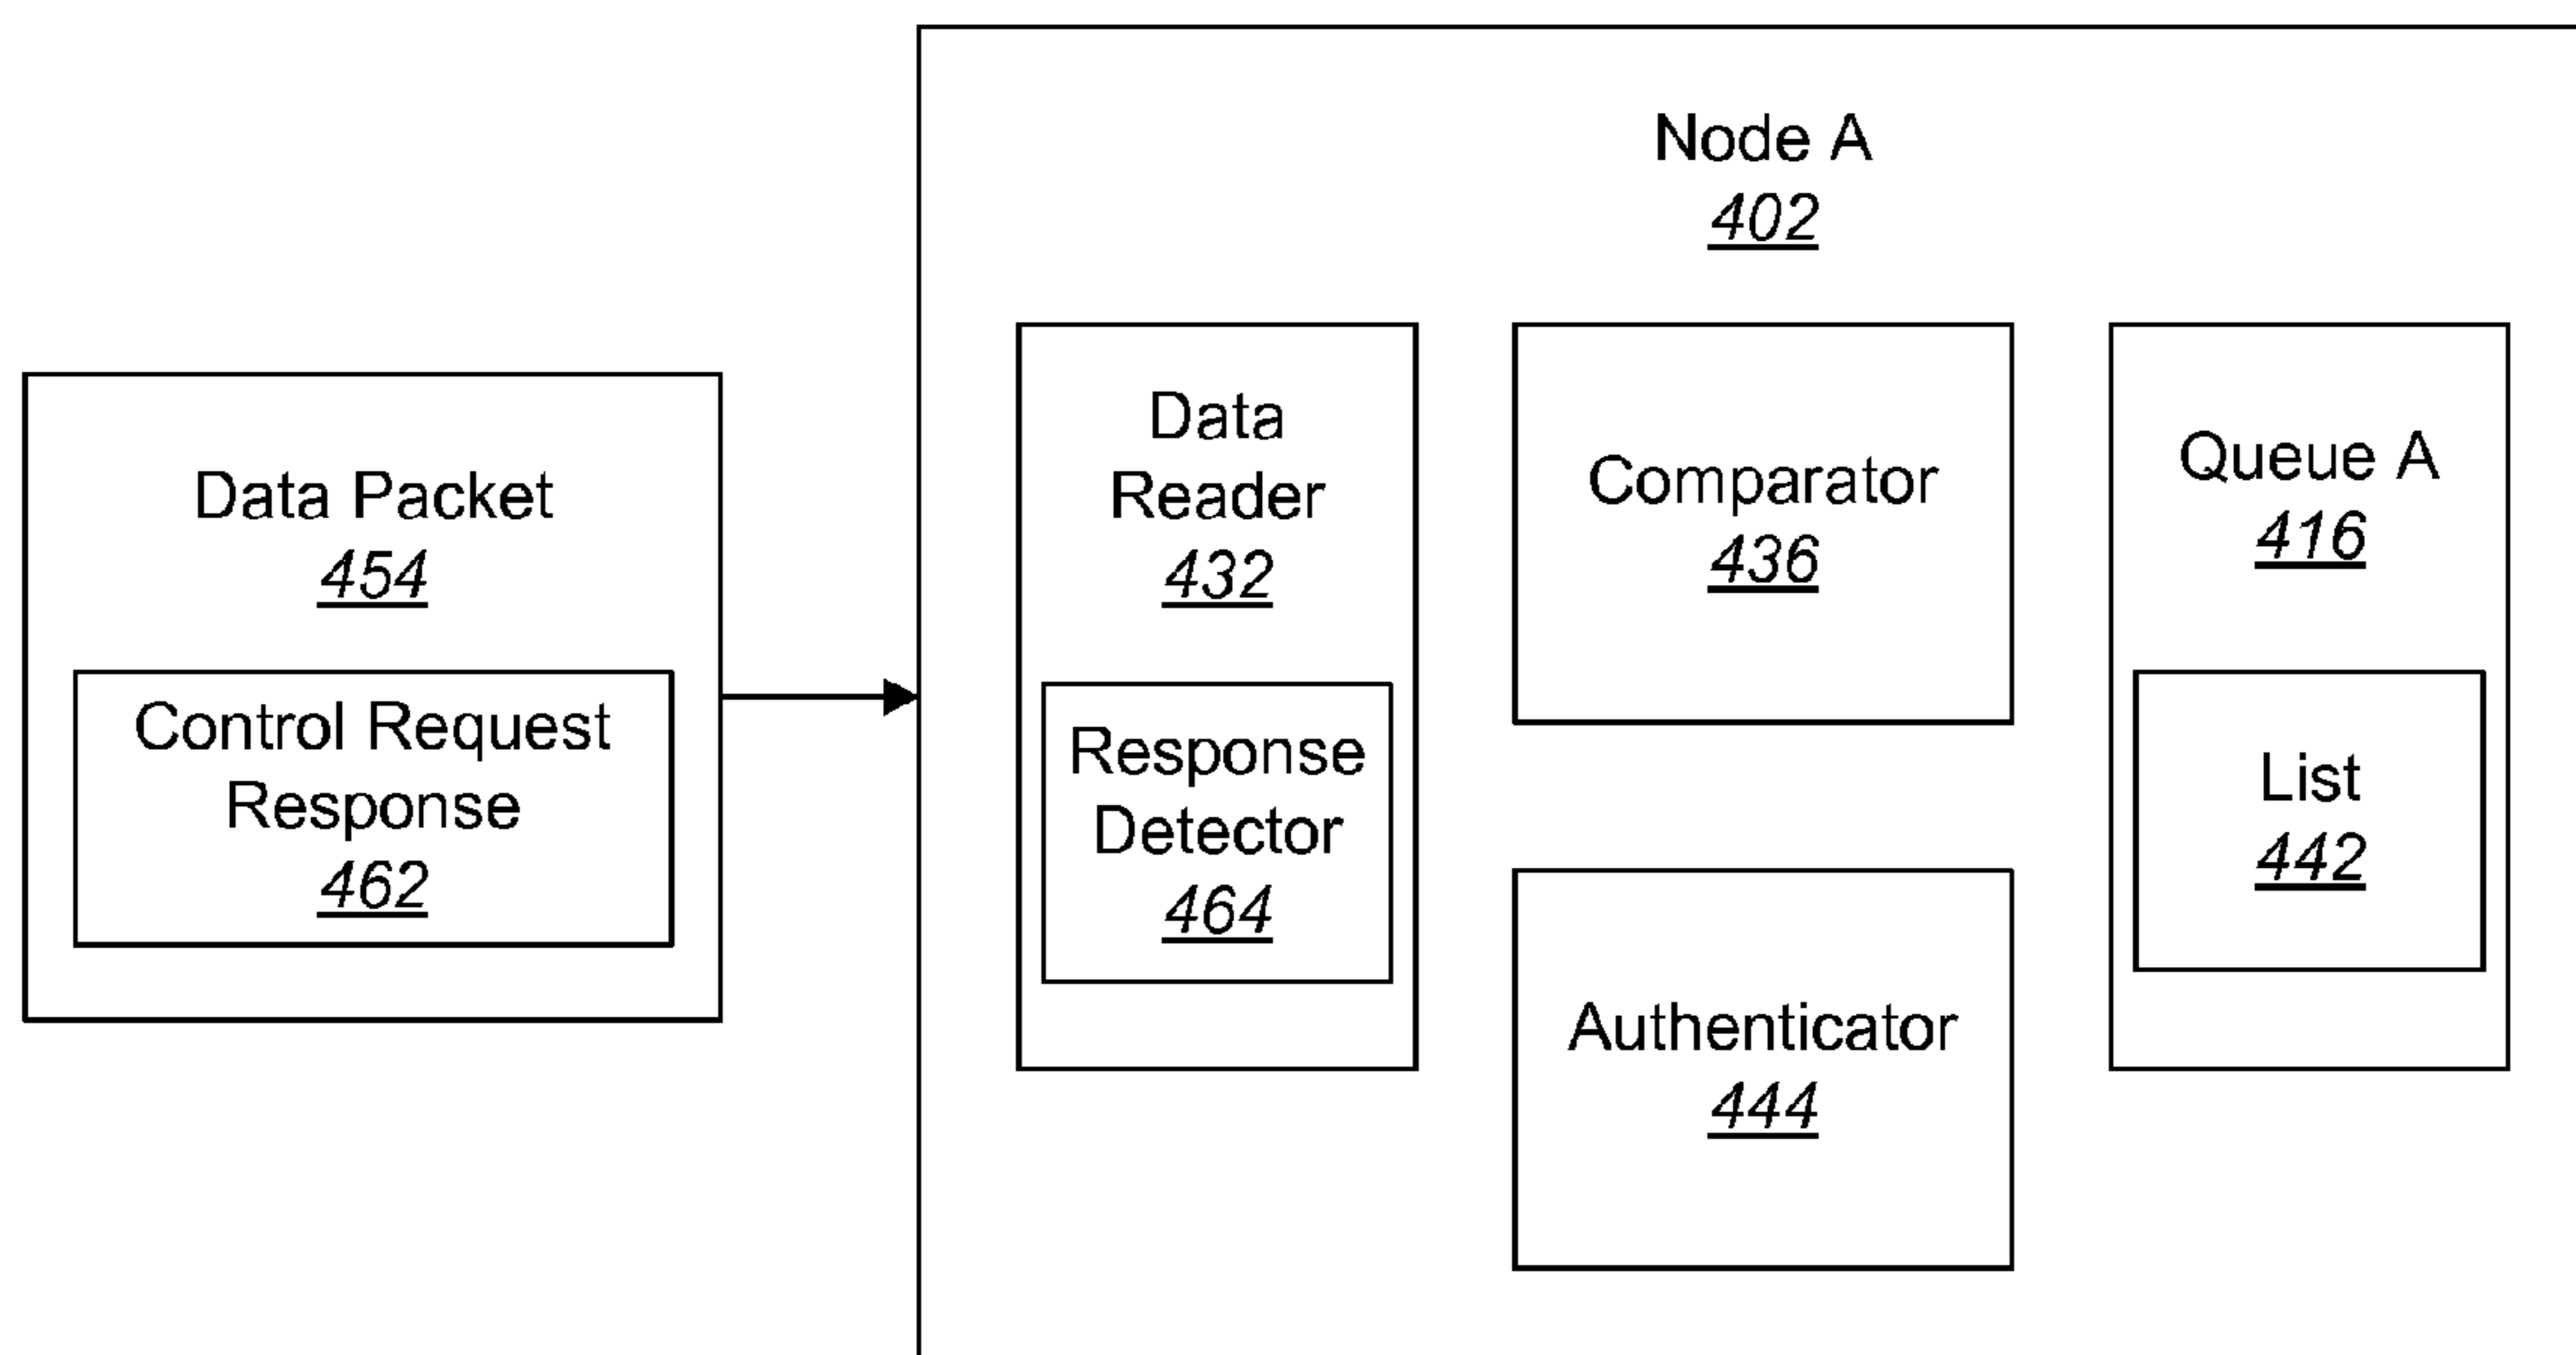 Node A
402
Data Packet
454
Control Request
Response
462
Data
Reader
432
Response
Detector
464
Comparator
436
Authenticator
444
Queue A
416
List
442